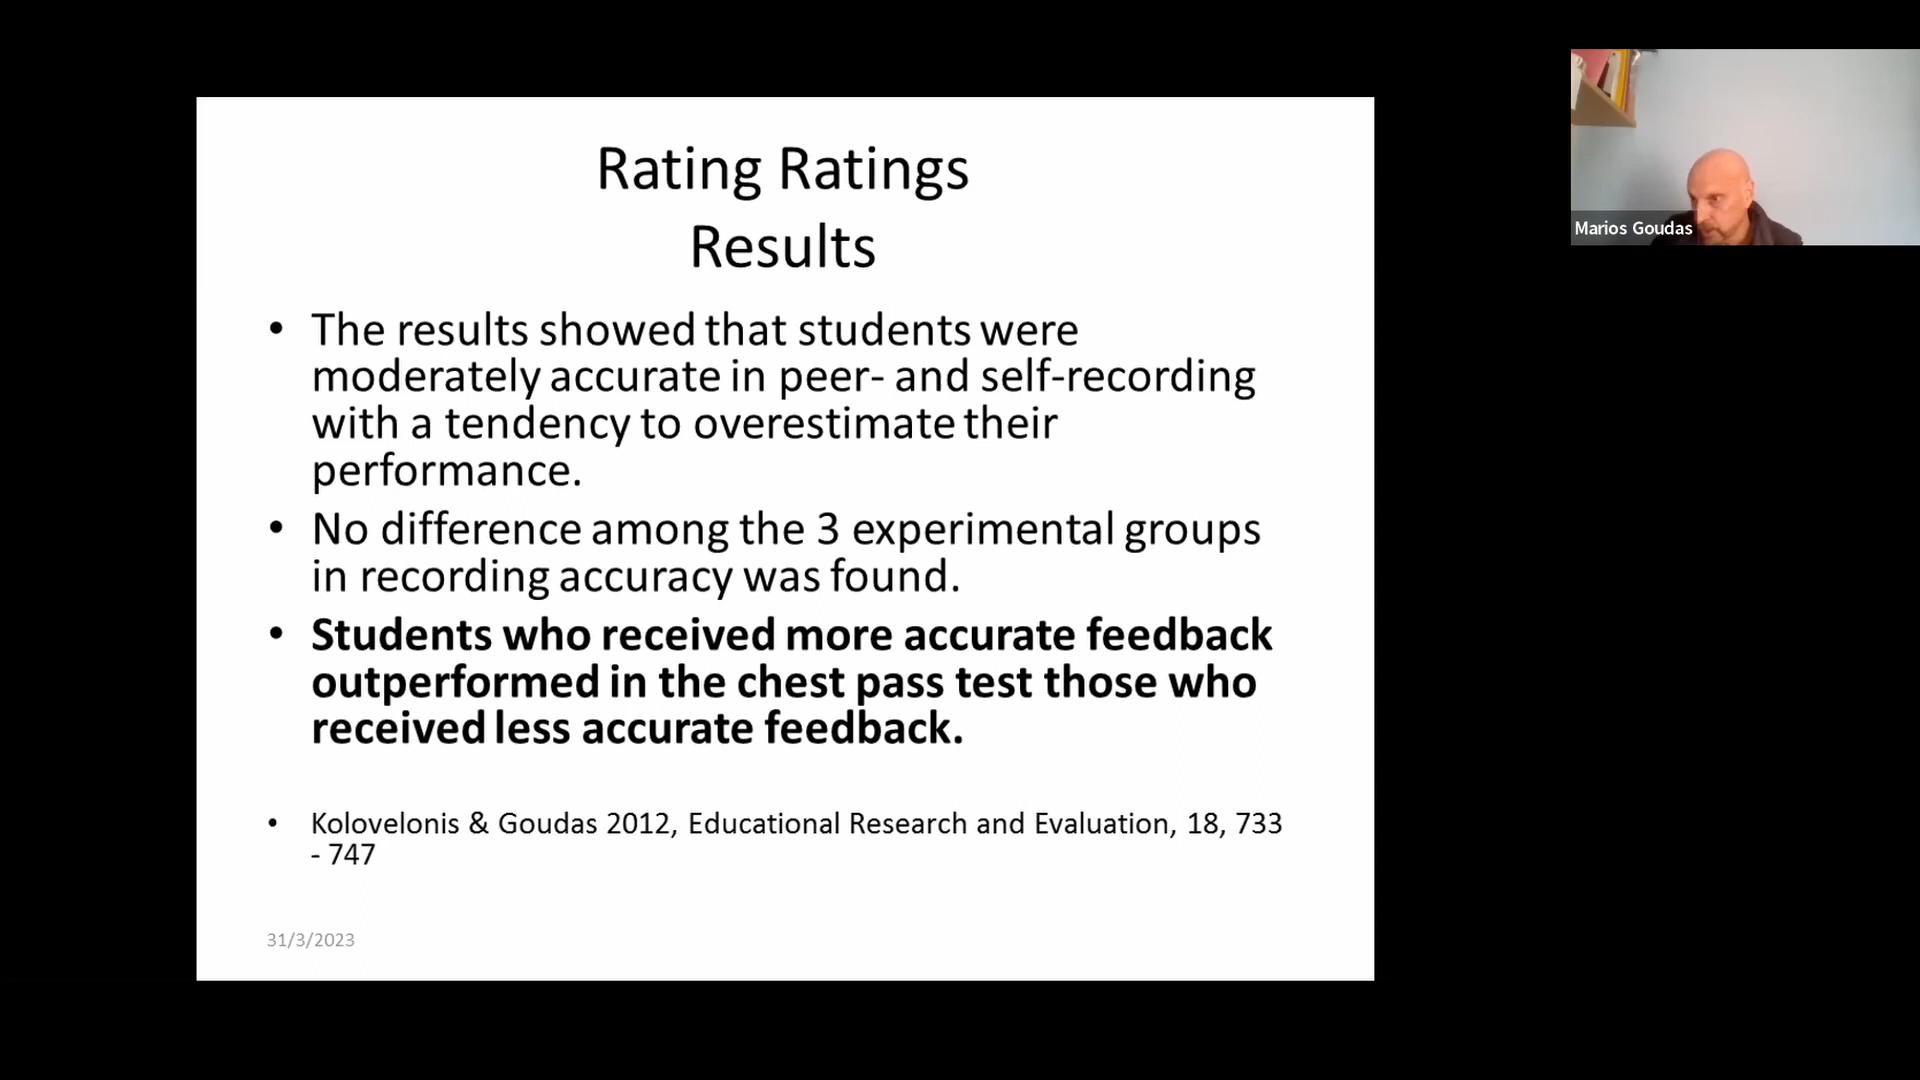 Rating Ratings
Results
• The results showed that students were
moderately accurate in peer- and self-recording
with a tendency to overestimate their
performance.
• No difference among the 3 experimental groups
in recording accuracy was found.
• Students who received more accurate feedback
outperformed in the chest pass test those who
received less accurate feedback.
• Kolovelonis & Goudas 2012, Educational Research and Evaluation, 18, 733
- 747
31/3/2023
Marios Goudas